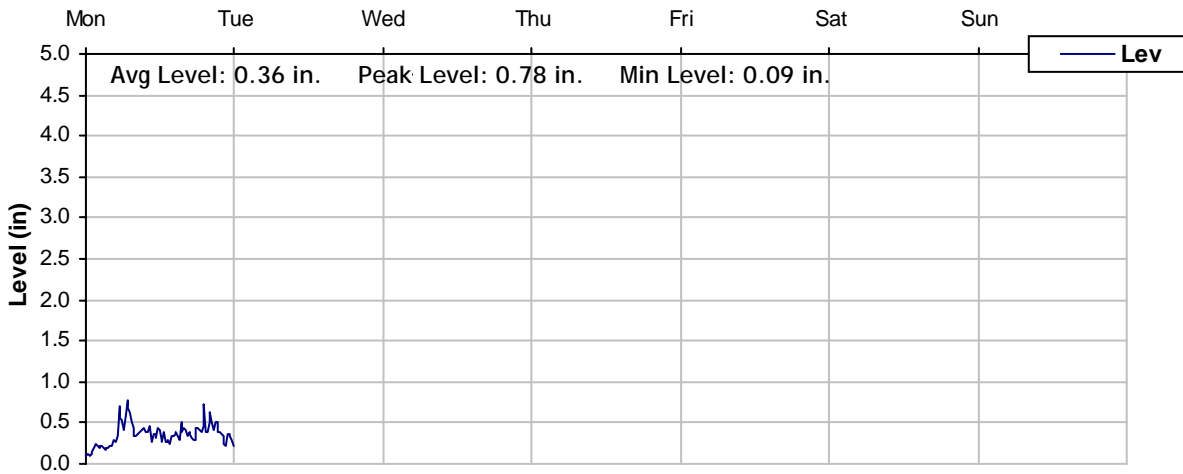 Mon Tue Wed Thu Fri Sat Sun
Lev
Avg Level: 0.36 in. Peak Level: 0.78 in. Min Level: 0.09 in.
Level (in)
5.0
4.5
4.0
3.5
3.0
2.5
2.0
1.5
1.0
0.5
0.0